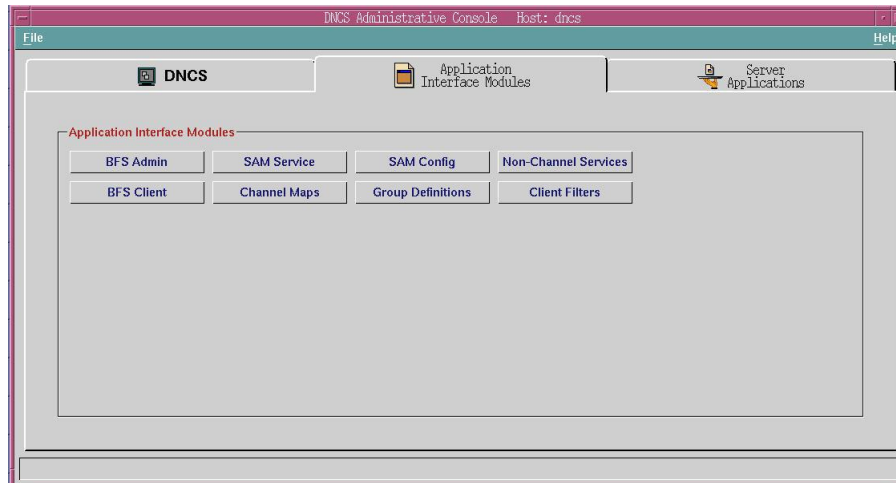 DNCS Administrative Console Host: dncs
File Help
DNCS
Application
Interface Modules
Server
Applications
Application Interface Modules
BFS Admin SAM Service SAM Config Non-Channel Services
BFS Client Channel Maps Group Definitions Client Filters